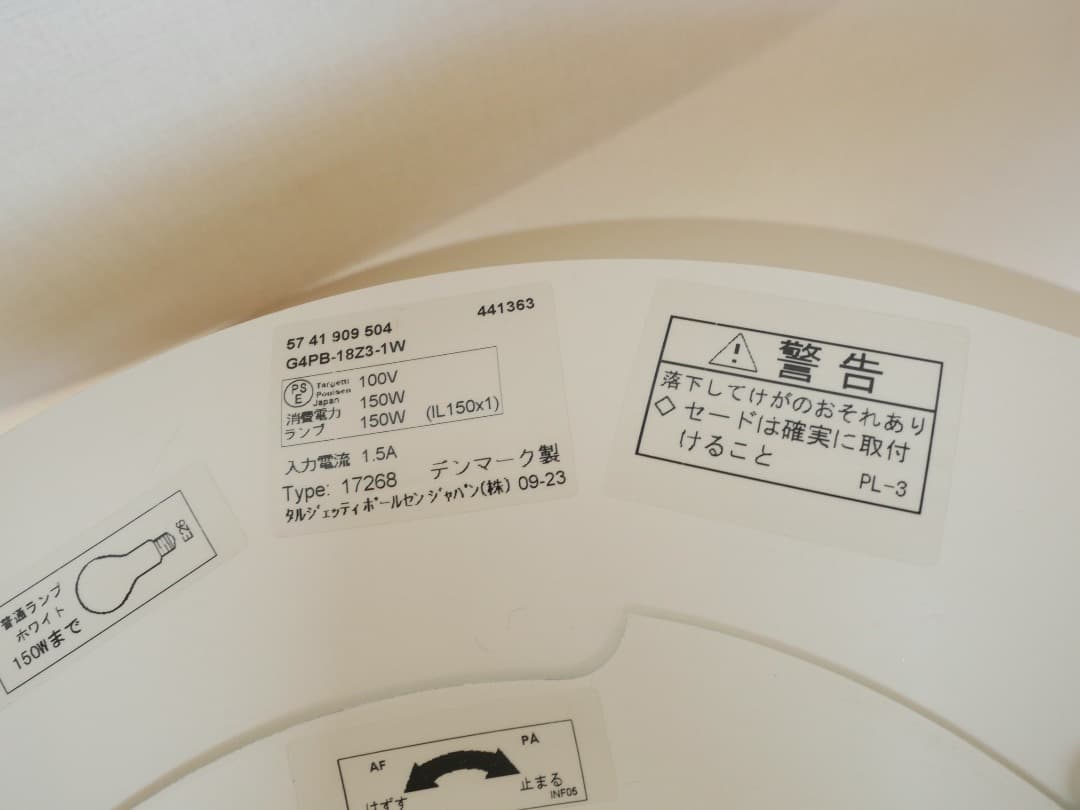 57 41 909 504
441363
G4PB-18Z3-1W
PS E
Targetti Poulsen Japan
100V
消費電力 150W
ランプ 150W (IL150x1)
入力電流 1.5A
Type: 17268 デンマーク製
タルジェッティ ポールセン ジャパン(株) 09-23
警告
落下してけがのおそれあり
◇ セードは確実に取付
けること
PL-3
普通ランプ
ホワイト
150Wまで
E26
AF
PA
はずす
止まる
INF05